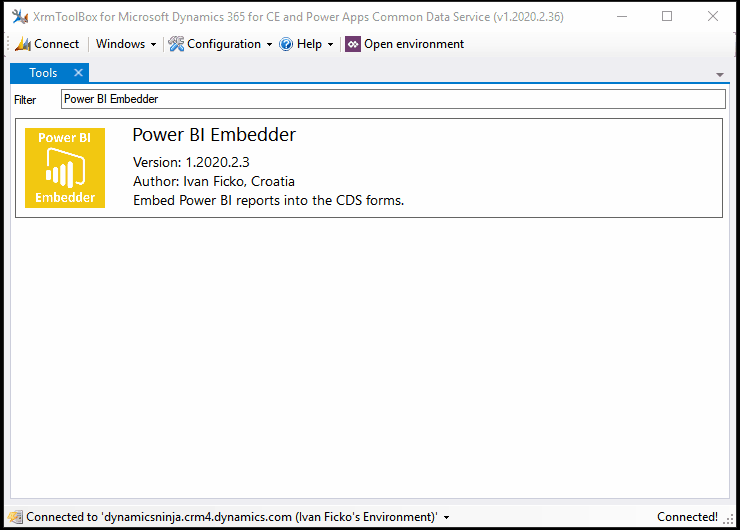 XrmToolBox for Microsoft Dynamics 365 for CE and Power Apps Common Data Service (v1.2020.2.36)
Connect Windows Configuration Help Open environment
Tools
Filter Power BI Embedder
Power BI
Embedder
Power BI Embedder
Version: 1.2020.2.3
Author: Ivan Ficko, Croatia
Embed Power BI reports into the CDS forms.
Connected to 'dynamicsninja.crm4.dynamics.com (Ivan Ficko's Environment)' Connected!